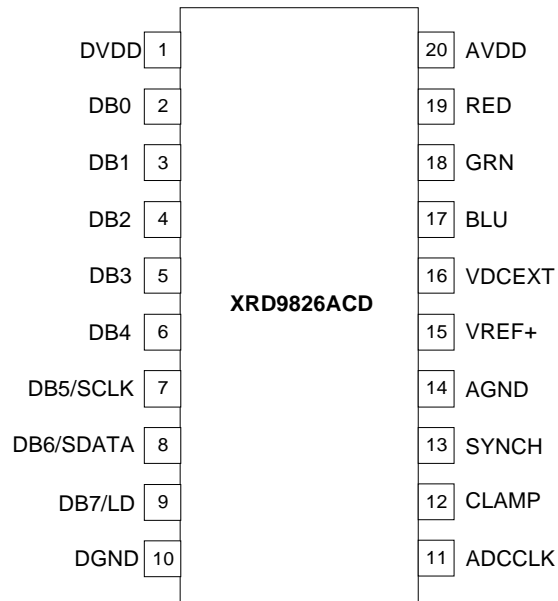 DVDD 1 20 AVDD
DB0 2 19 RED
DB1 3 18 GRN
DB2 4 17 BLU
DB3 5 16 VDCEXT
XRD9826ACD
DB4 6 15 VREF+
DB5/SCLK 7 14 AGND
DB6/SDATA 8 13 SYNCH
DB7/LD 9 12 CLAMP
DGND 10 11 ADCCLK